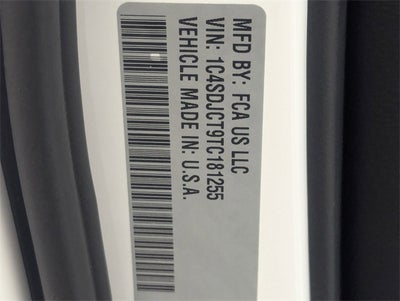 MFD BY: FCA US LLC
VIN: 1C4SDJCT9TC181255
VEHICLE MADE IN: U.S.A.